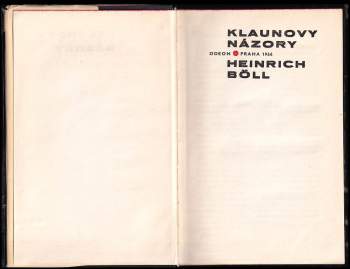 KLAUNOVY
NÁZORY
ODEON PRAHA 1966
HEINRICH
BÖLL